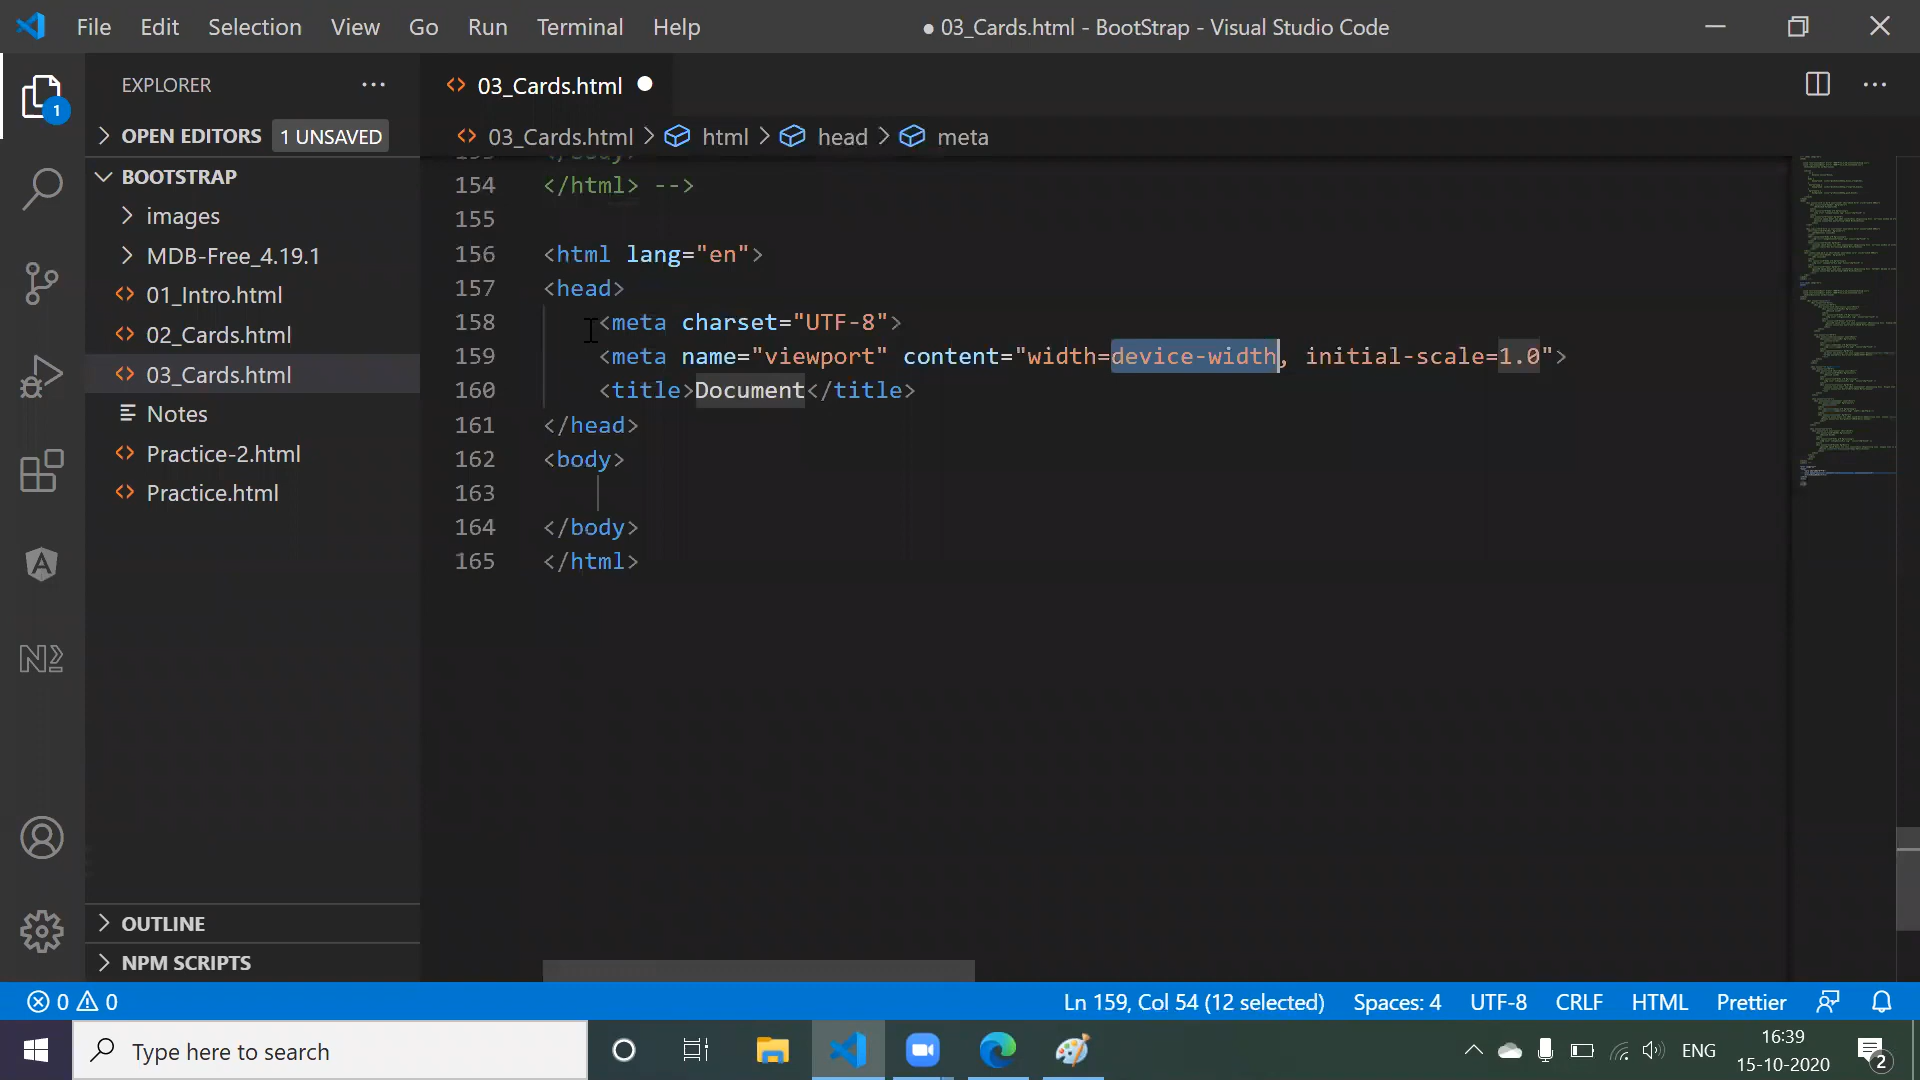 File Edit Selection View Go Run Terminal Help
● 03_Cards.html - BootStrap - Visual Studio Code
EXPLORER
OPEN EDITORS 1 UNSAVED
BOOTSTRAP
images
MDB-Free_4.19.1
01_Intro.html
02_Cards.html
03_Cards.html
Notes
Practice-2.html
Practice.html
OUTLINE
NPM SCRIPTS
1
03_Cards.html
03_Cards.html > html > head > meta
154 </html> -->
155
156 <html lang="en">
157 <head>
158 <meta charset="UTF-8">
159 <meta name="viewport" content="width=device-width, initial-scale=1.0">
160 <title>Document</title>
161 </head>
162 <body>
163
164 </body>
165 </html>
0 0
Ln 159, Col 54 (12 selected) Spaces: 4 UTF-8 CRLF HTML Prettier
Type here to search
ENG
16:39
15-10-2020
2